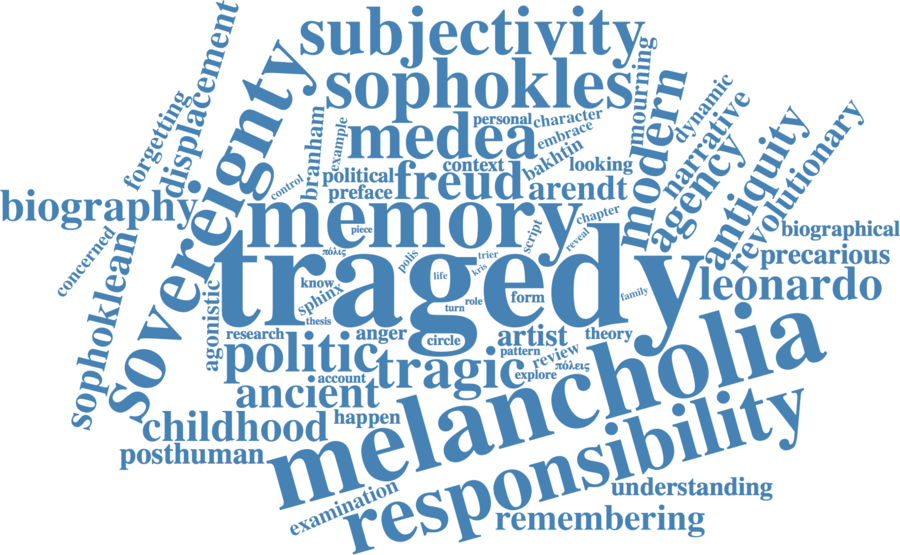 subjectivity
sophokles
displacement
forgetting
sovereignty
mourning
modern
dynamic
narrative
agency
antiquity
revolutionary
personal
character
embrace
medea
example
branham
context
bakhtin
looking
political
freud
arendt
control
preface
biography
memory
chapter
script
reveal
piece
biographical
concerned
sophoklean
πόλις
polis
trier
kris
life
precarious
tragedy
leonardo
know
sphinx
agonistic
thesis
role
turn
form
family
research
anger
circle
artist
theory
politic
pattern
review
πόλεις
tragic
explore
account
ancient
melancholia
childhood
happen
responsibility
posthuman
examination
understanding
remembering